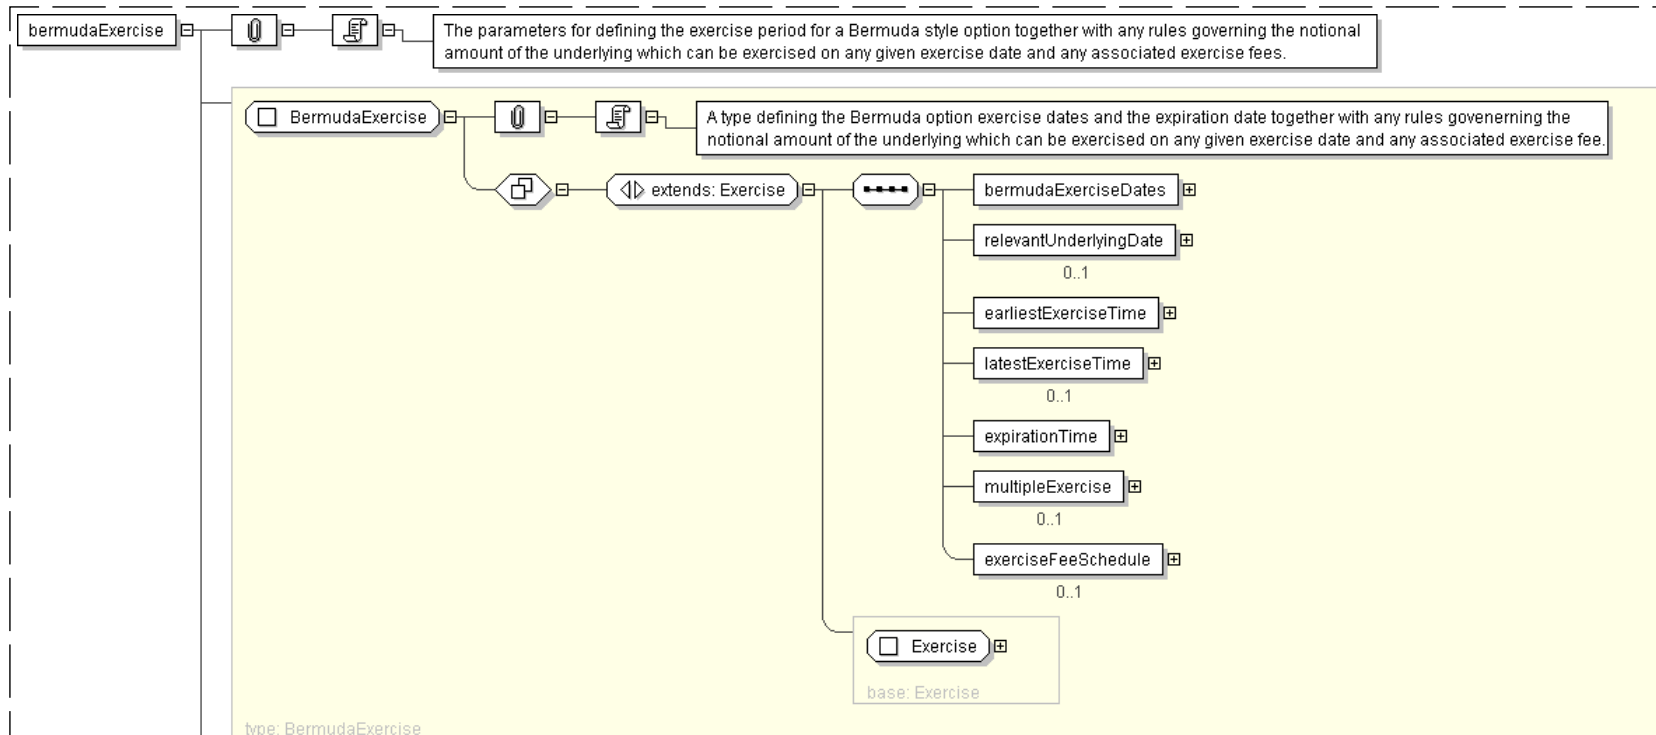 bermudaExercise
The parameters for defining the exercise period for a Bermuda style option together with any rules governing the notional
amount of the underlying which can be exercised on any given exercise date and any associated exercise fees.
BermudaExercise
A type defining the Bermuda option exercise dates and the expiration date together with any rules govenerning the
notional amount of the underlying which can be exercised on any given exercise date and any associated exercise fee.
extends: Exercise
bermudaExerciseDates
relevantUnderlyingDate
0..1
earliestExerciseTime
latestExerciseTime
0..1
expirationTime
multipleExercise
0..1
exerciseFeeSchedule
0..1
Exercise
base: Exercise
type: BermudaExercise